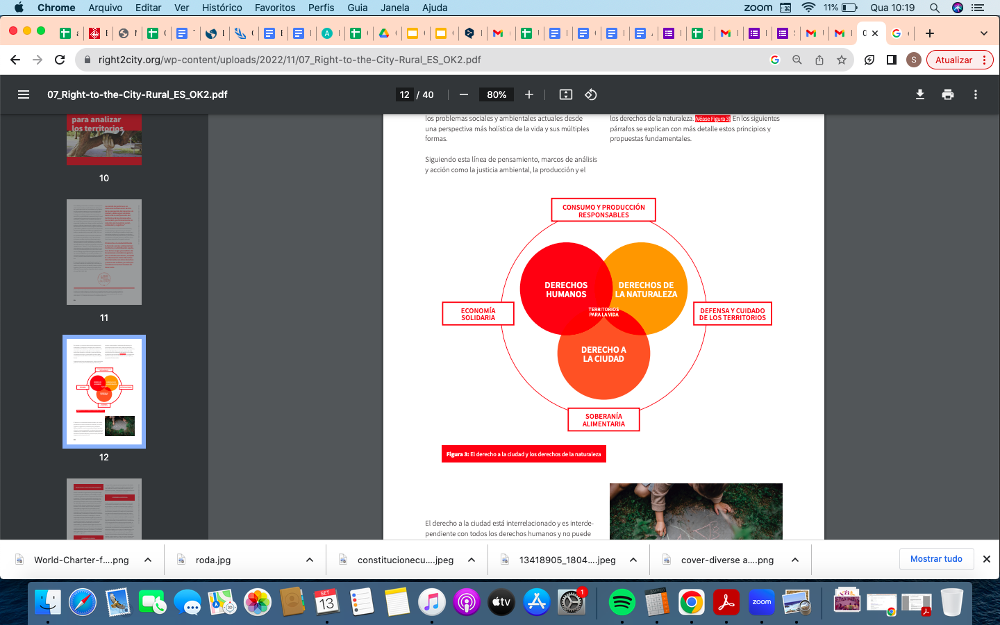 Chrome Arquivo Editar Ver Histórico Favoritos Perfis Guia Janela Ajuda
zoom 11% Qua 10:19
right2city.org/wp-content/uploads/2022/11/07_Right-to-the-City-Rural_ES_OK2.pdf
S Atualizar
07_Right-to-the-City-Rural_ES_OK2.pdf
12 / 40
80%
para analizar
los territorios
10
11
12
los problemas sociales y ambientales actuales desde
una perspectiva más holística de la vida y sus múltiples
formas.
Siguiendo esta línea de pensamiento, marcos de análisis
y acción como la justicia ambiental, la producción y el
los derechos de la naturaleza. (Véase Figura 3) En los siguientes
párrafos se explican con más detalle estos principios y
propuestas fundamentales.
CONSUMO Y PRODUCCIÓN
RESPONSABLES
DERECHOS
HUMANOS
DERECHOS DE
LA NATURALEZA
TERRITORIOS
PARA LA VIDA
ECONOMÍA
SOLIDARIA
DEFENSA Y CUIDADO
DE LOS TERRITORIOS
DERECHO A
LA CIUDAD
SOBERANÍA
ALIMENTARIA
Figura 3: El derecho a la ciudad y los derechos de la naturaleza
El derecho a la ciudad está interrelacionado y es interde-
pendiente con todos los derechos humanos y no puede
World-Charter-f....png
roda.jpg
constitucionecu....jpeg
13418905_1804....jpeg
cover-diverse a....png
Mostrar tudo
SET
13
tv
1
zoom